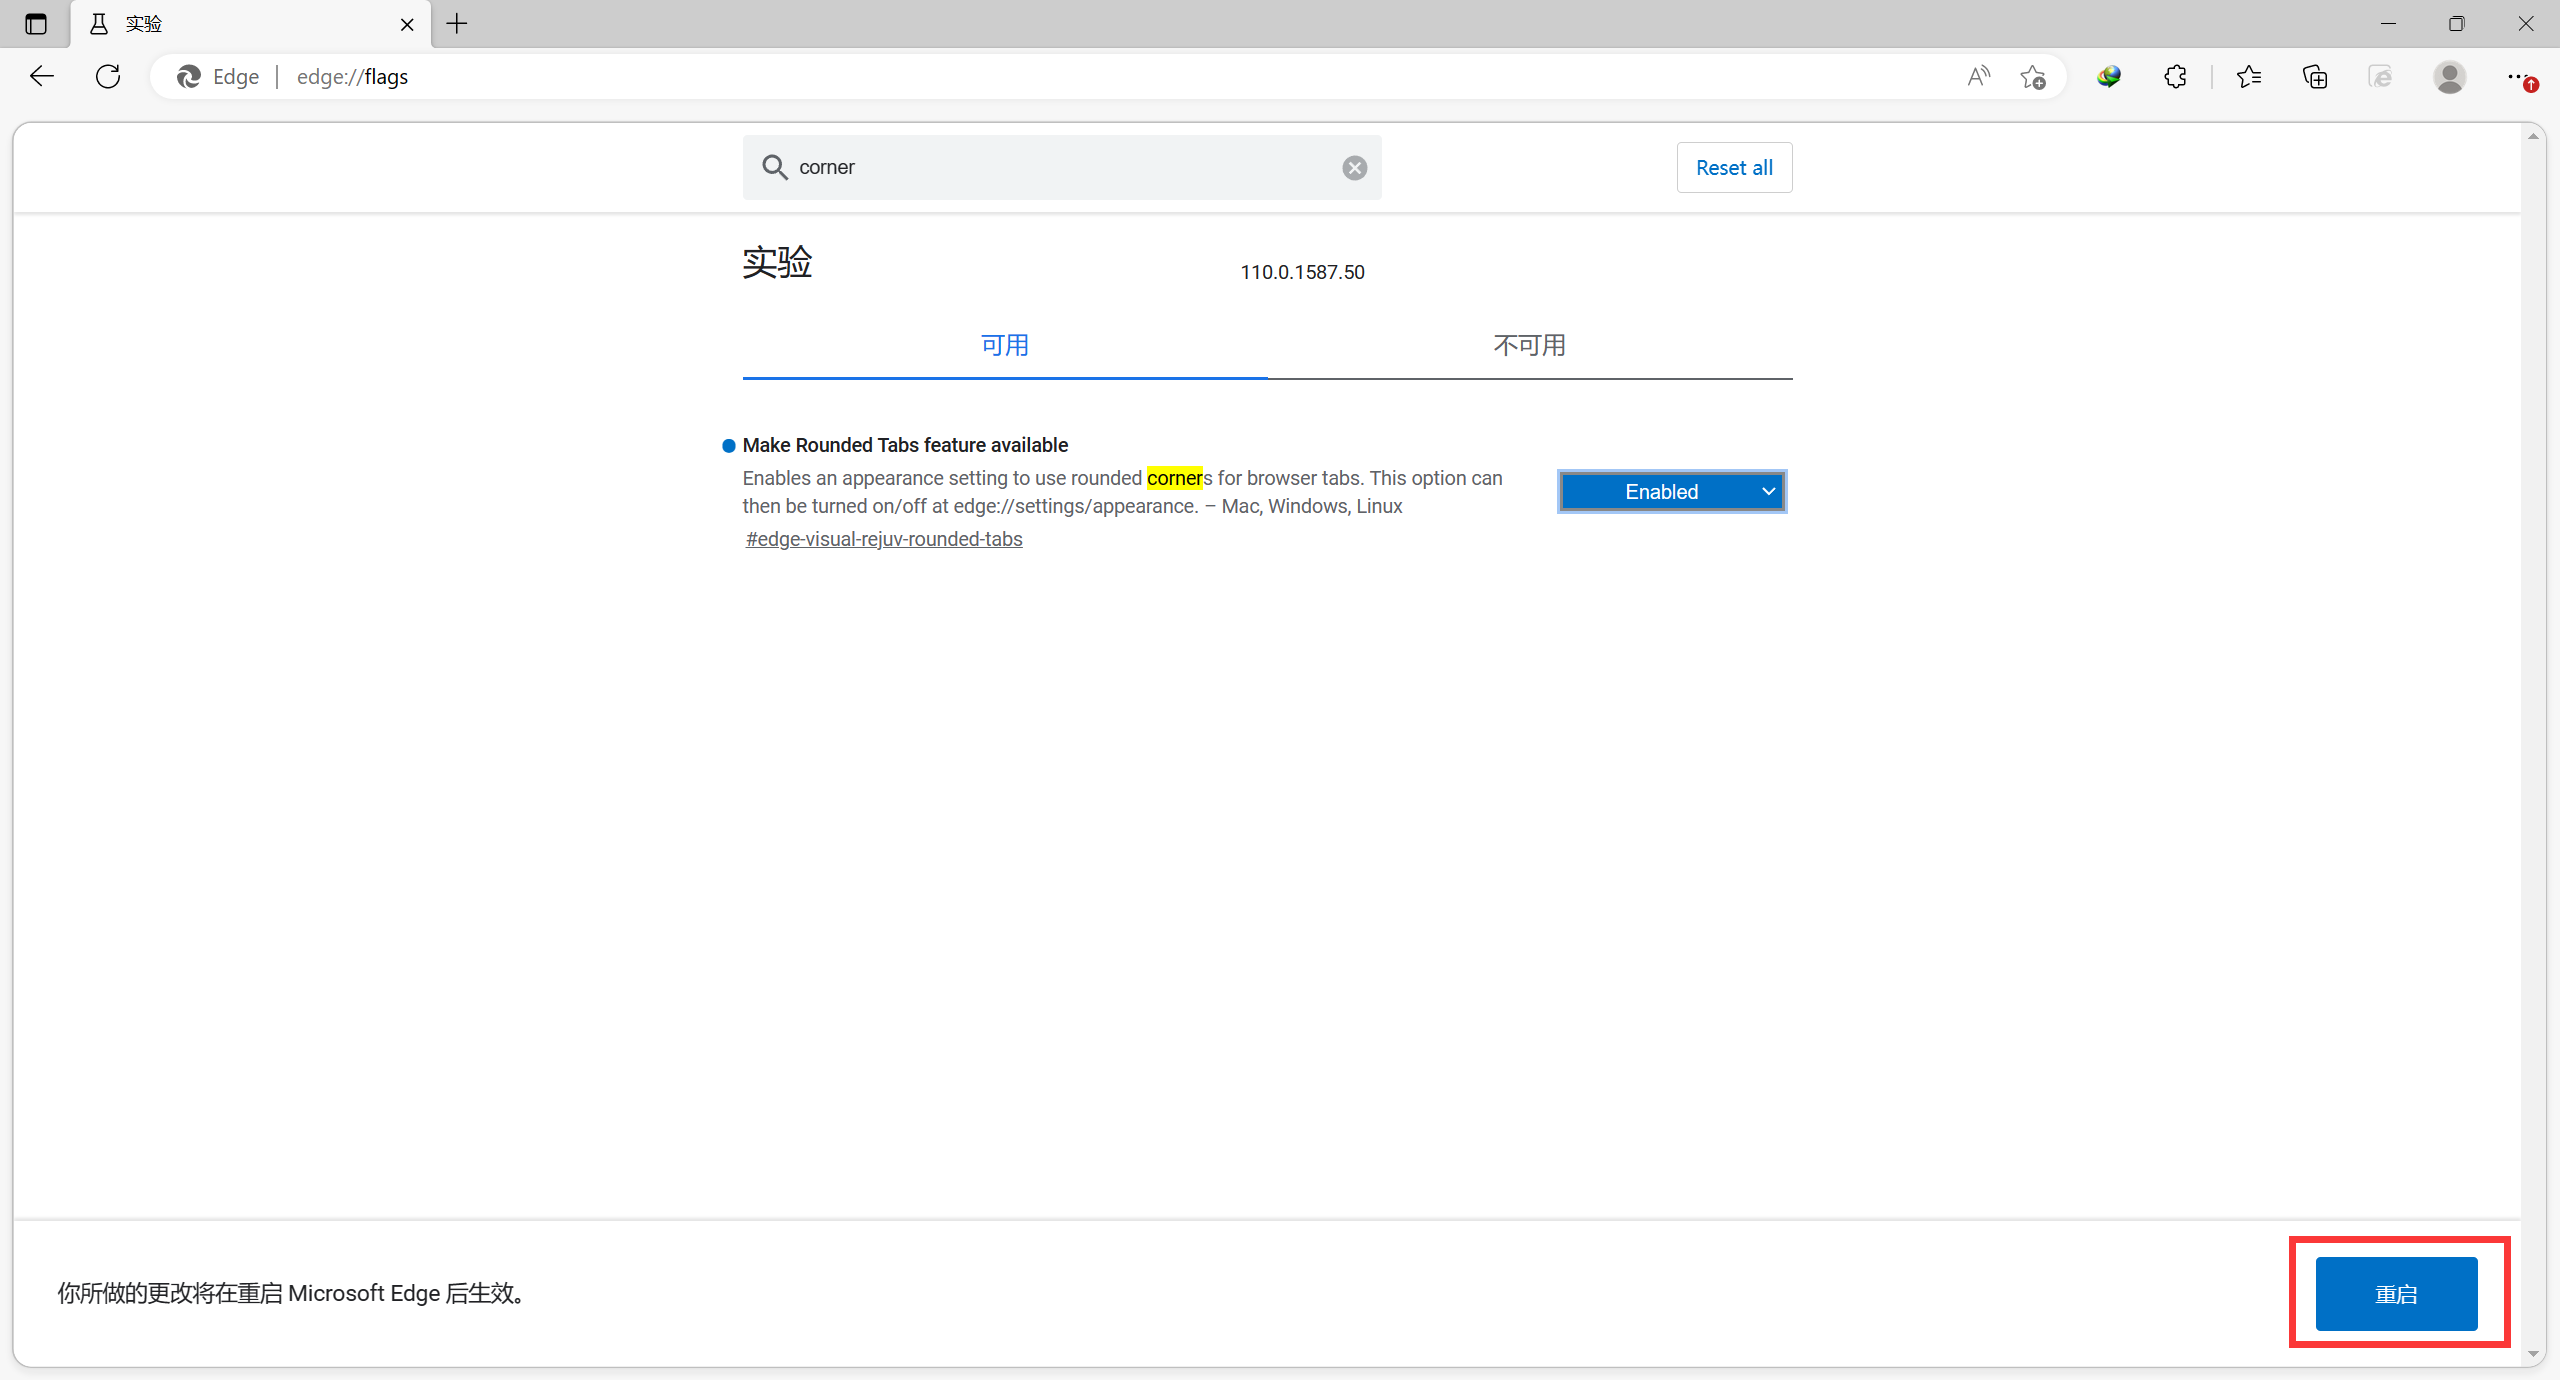 实验
Edge | edge://flags
corner
Reset all
实验
110.0.1587.50
可用
不可用
Make Rounded Tabs feature available
Enables an appearance setting to use rounded corners for browser tabs. This option can
then be turned on/off at edge://settings/appearance. – Mac, Windows, Linux
#edge-visual-rejuv-rounded-tabs
Enabled
你所做的更改将在重启 Microsoft Edge 后生效。
重启